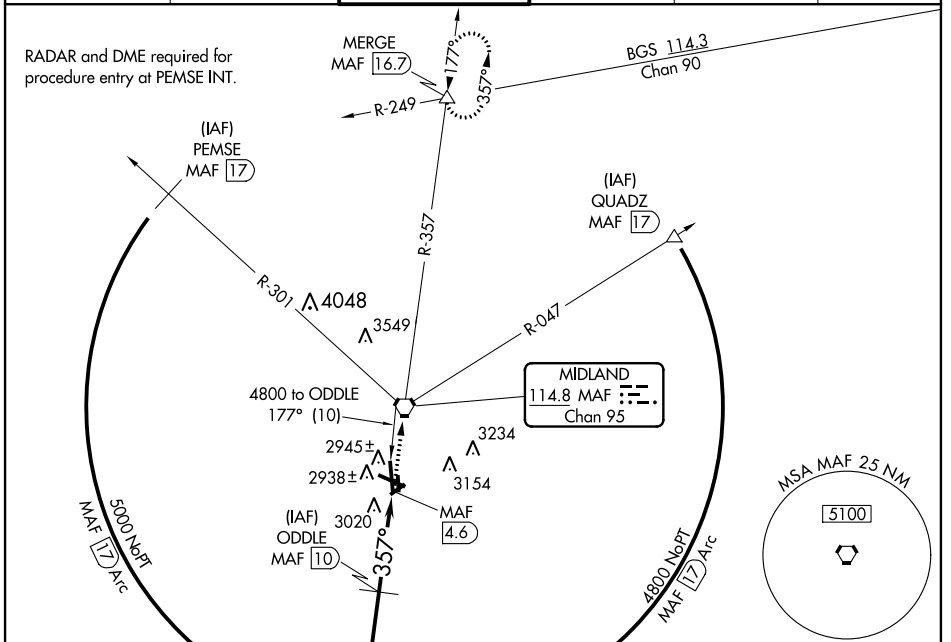 RADAR and DME required for
procedure entry at PEMSE INT.
MERGE
MAF 16.7
177°
357°
BGS 114.3
Chan 90
R-249
(IAF)
PEMSE
MAF 17
(IAF)
QUADZ
MAF 17
R-357
R-301
4048
3549
R-047
4800 to ODDLE
177° (10)
MIDLAND
114.8 MAF
Chan 95
2945±
2938±
3234
3154
3020
MAF
4.6
(IAF)
ODDLE
MAF 10
357°
5000 NoPT
MAF 17 Arc
4800 NoPT
MAF 17 Arc
MSA MAF 25 NM
5100